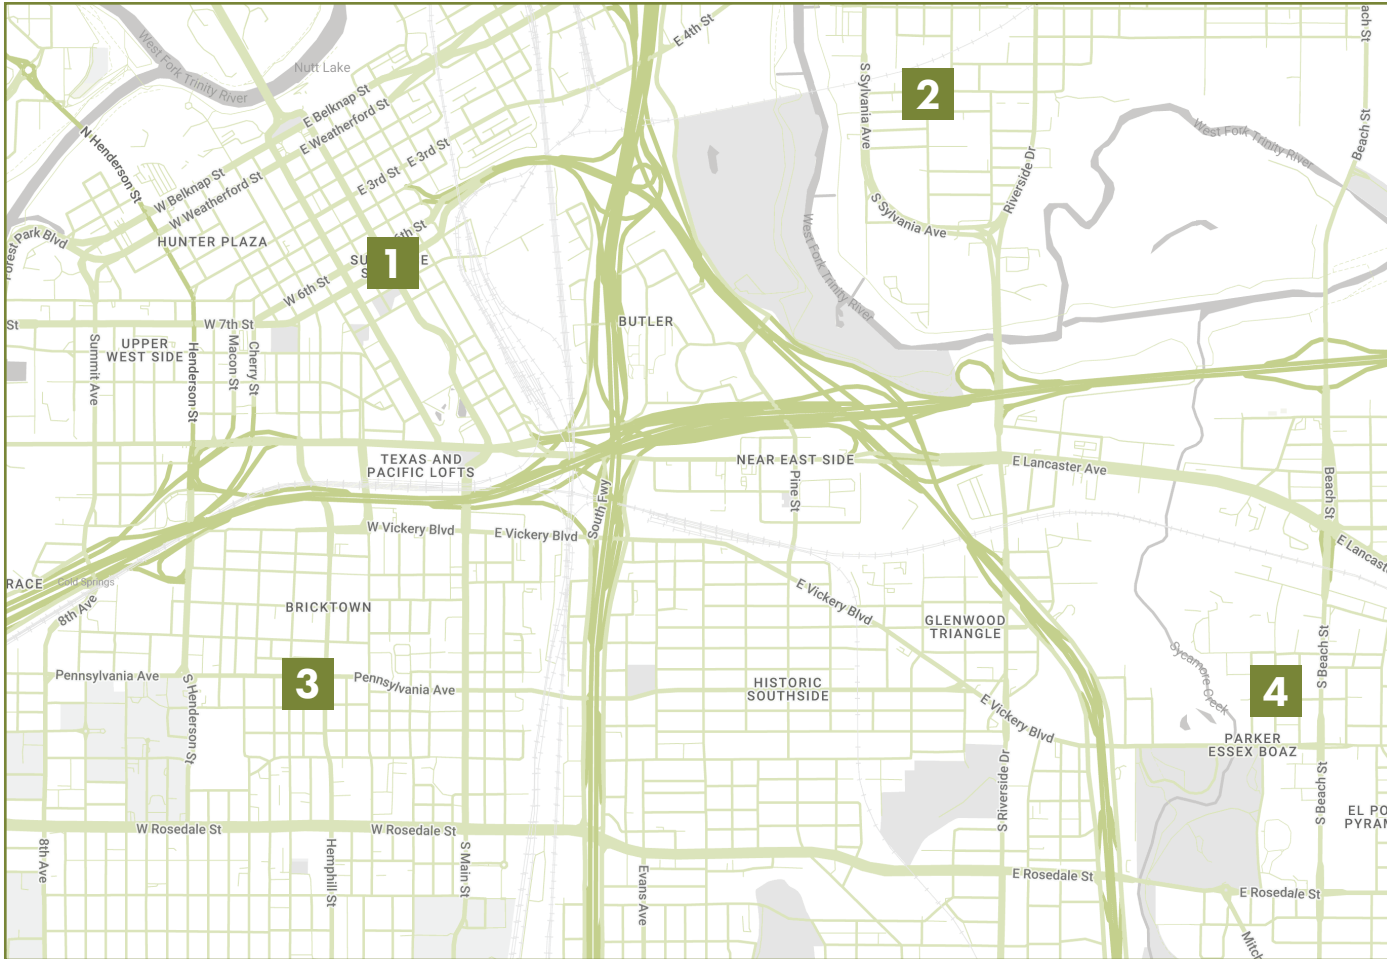 E 4th St
Beach St
West Fork Trinity River
Nutt Lake
2
S Sylvania Ave
E Belknap St
E Weatherford St
N Henderson St
E 3rd St
E 3rd St
West Fork Trinity River
Beach St
Riverside Dr
W Belknap St
W Weatherford St
S Sylvania Ave
Forest Park Blvd
HUNTER PLAZA
1
West Fork Trinity River
W 6th St
St
W 7th St
BUTLER
UPPER
WEST SIDE
Summit Ave
Henderson St
Macon St
Cherry St
TEXAS AND
PACIFIC LOFTS
NEAR EAST SIDE
E Lancaster Ave
Pine St
Beach St
South Fwy
W Vickery Blvd
E Vickery Blvd
E Lancast
RACE
Cold Springs
8th Ave
BRICKTOWN
E Vickery Blvd
GLENWOOD
TRIANGLE
S Beach St
Sycamore Creek
Pennsylvania Ave
3
Pennsylvania Ave
HISTORIC
SOUTHSIDE
4
S Henderson St
E Vickery Blvd
PARKER
ESSEX BOAZ
S Riverside Dr
S Beach St
EL PO
PYRAM
W Rosedale St
W Rosedale St
8th Ave
Hemphill St
S Main St
Evans Ave
E Rosedale St
E Rosedale St
Mitch